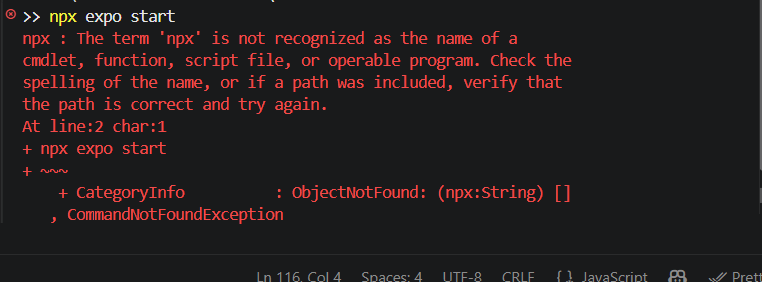 >> npx expo start
npx : The term 'npx' is not recognized as the name of a
cmdlet, function, script file, or operable program. Check the
spelling of the name, or if a path was included, verify that
the path is correct and try again.
At line:2 char:1
+ npx expo start
+ ~~~
    + CategoryInfo          : ObjectNotFound: (npx:String) []
   , CommandNotFoundException
Ln 116, Col 4 Spaces: 4 UTF-8 CRLF {} JavaScript Prett